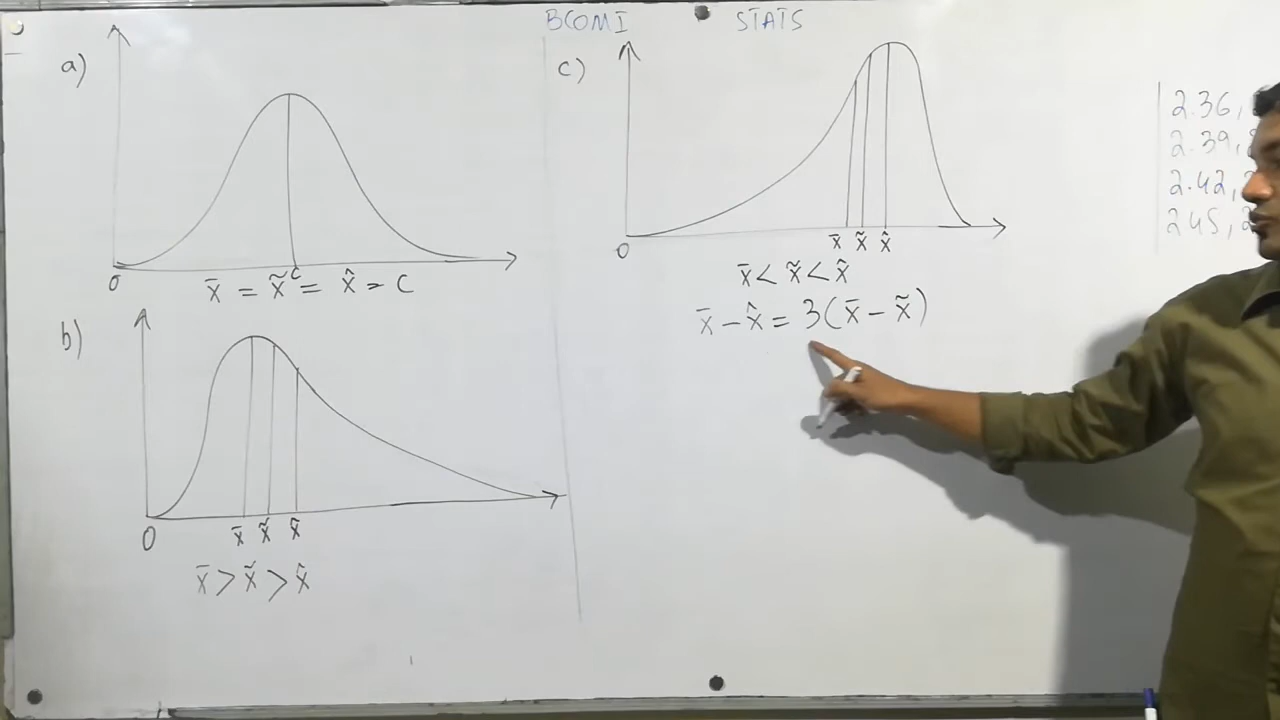 BCOM I STATS
a)
0
c
x̄ = x̃ = x̂ = c
b)
0 x̄ x̃ x̂
x̄ > x̃ > x̂
c)
0 x̄ x̃ x̂
x̄ < x̃ < x̂
x̄ - x̂ = 3(x̄ - x̃)
2.36,
2.39,
2.42,
2.45,